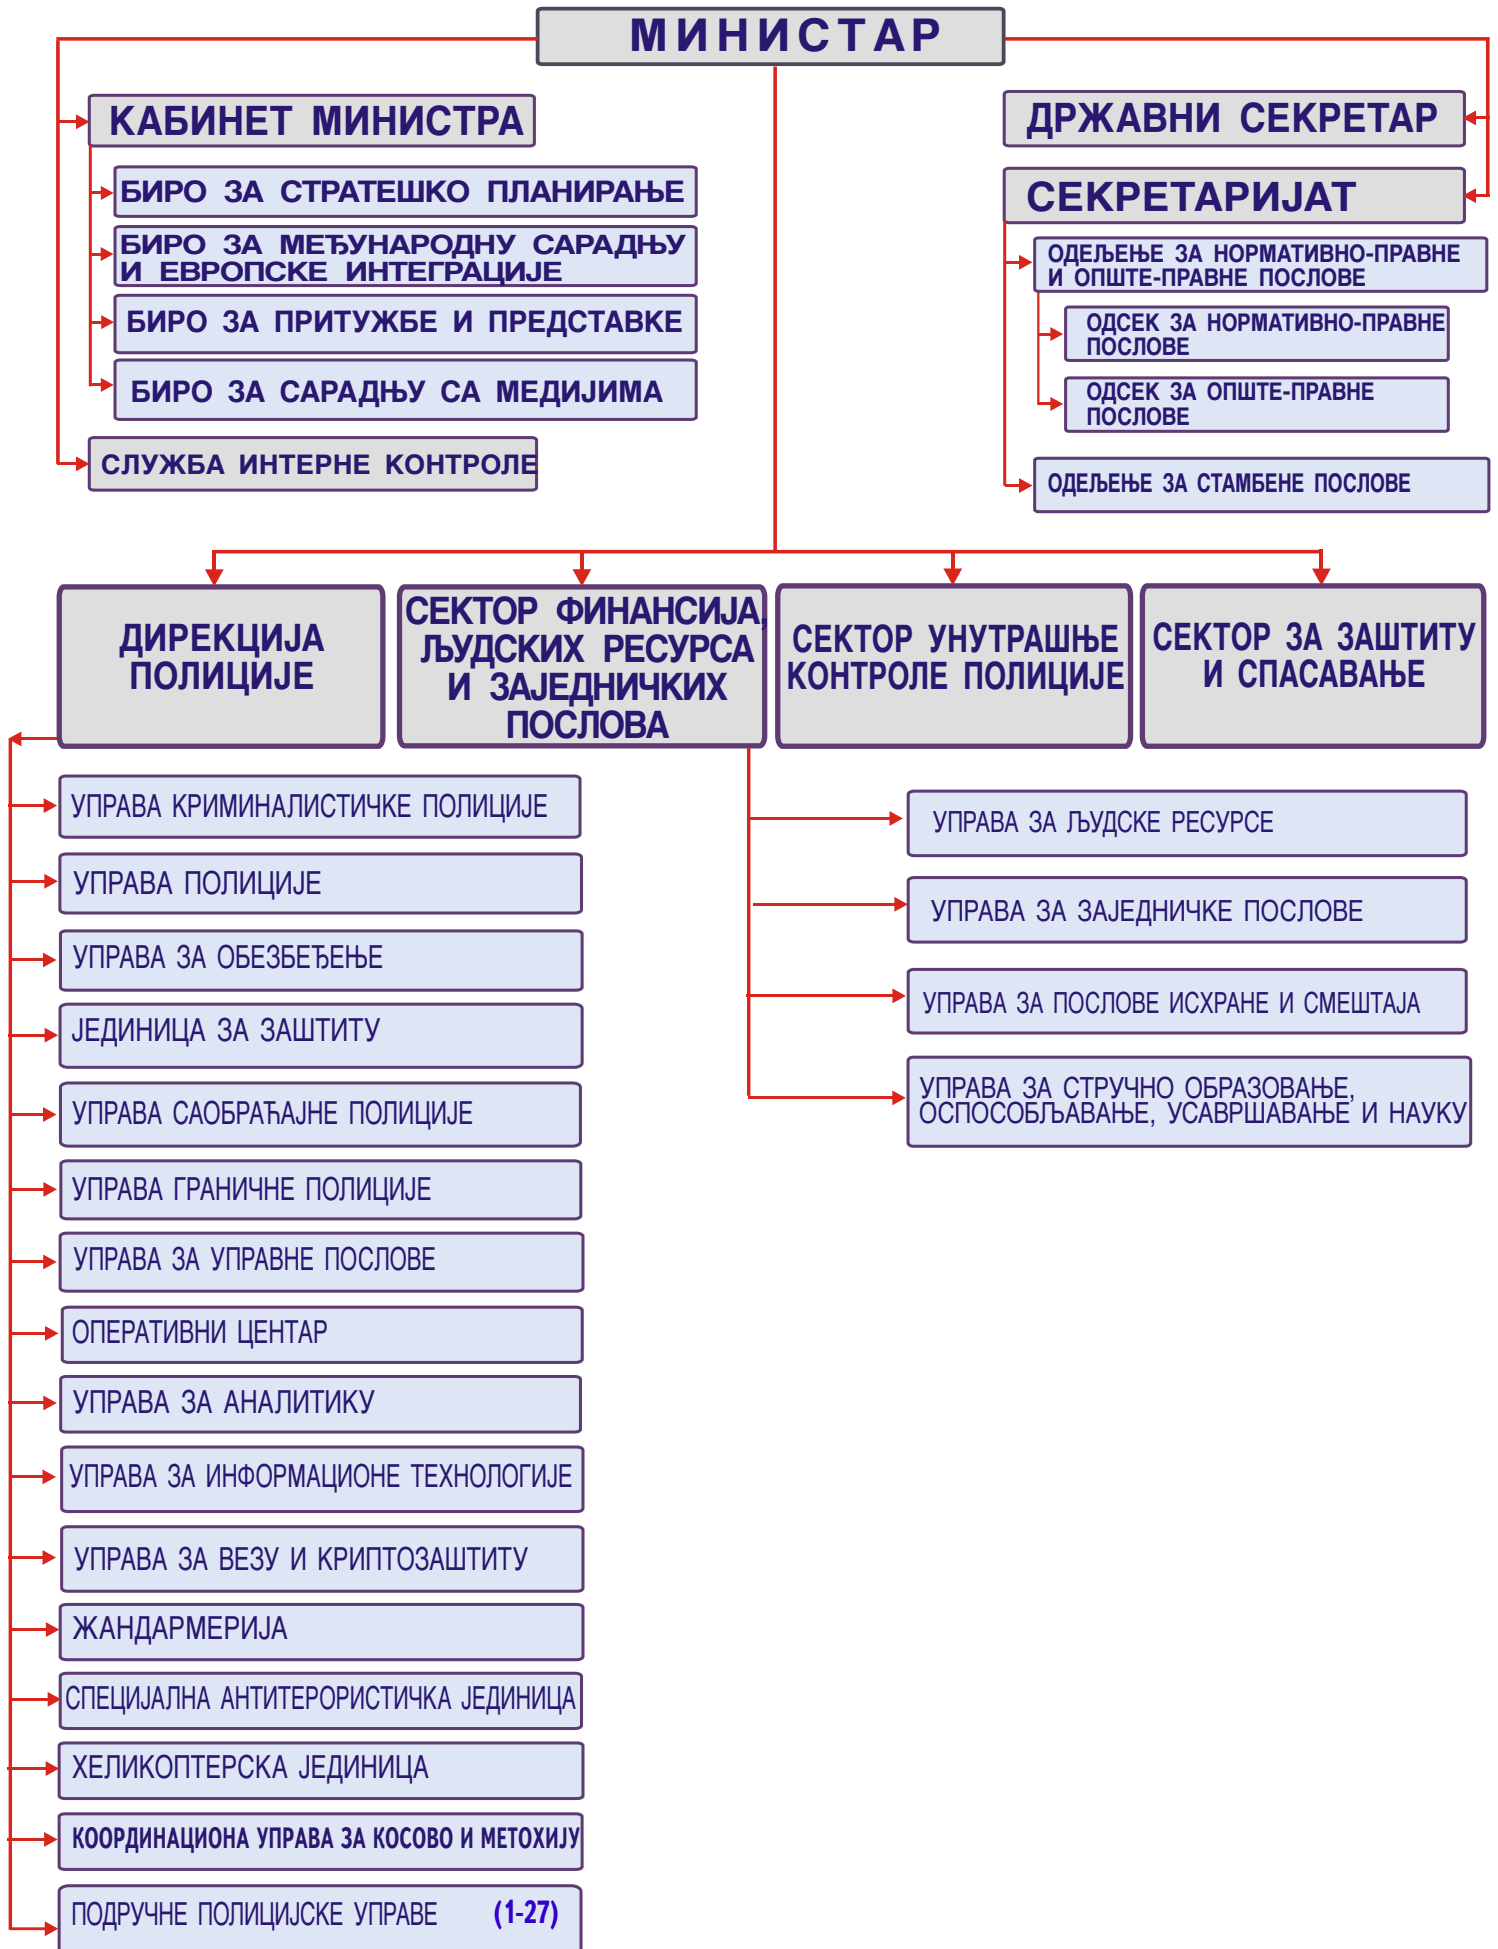 МИНИСТАР
КАБИНЕТ МИНИСТРА
БИРО ЗА СТРАТЕШКО ПЛАНИРАЊЕ
БИРО ЗА МЕЂУНАРОДНУ САРАДЊУ
И ЕВРОПСКЕ ИНТЕГРАЦИЈЕ
БИРО ЗА ПРИТУЖБЕ И ПРЕДСТАВКЕ
БИРО ЗА САРАДЊУ СА МЕДИЈИМА
СЛУЖБА ИНТЕРНЕ КОНТРОЛЕ
ДРЖАВНИ СЕКРЕТАР
СЕКРЕТАРИЈАТ
ОДЕЉЕЊЕ ЗА НОРМАТИВНО-ПРАВНЕ
И ОПШТЕ-ПРАВНЕ ПОСЛОВЕ
ОДСЕК ЗА НОРМАТИВНО-ПРАВНЕ
ПОСЛОВЕ
ОДСЕК ЗА ОПШТЕ-ПРАВНЕ
ПОСЛОВЕ
ОДЕЉЕЊЕ ЗА СТАМБЕНЕ ПОСЛОВЕ
ДИРЕКЦИЈА
ПОЛИЦИЈЕ
СЕКТОР ФИНАНСИЈА,
ЉУДСКИХ РЕСУРСА
И ЗАЈЕДНИЧКИХ
ПОСЛОВА
СЕКТОР УНУТРАШЊЕ
КОНТРОЛЕ ПОЛИЦИЈЕ
СЕКТОР ЗА ЗАШТИТУ
И СПАСАВАЊЕ
УПРАВА КРИМИНАЛИСТИЧКЕ ПОЛИЦИЈЕ
УПРАВА ПОЛИЦИЈЕ
УПРАВА ЗА ОБЕЗБЕЂЕЊЕ
ЈЕДИНИЦА ЗА ЗАШТИТУ
УПРАВА САОБРАЋАЈНЕ ПОЛИЦИЈЕ
УПРАВА ГРАНИЧНЕ ПОЛИЦИЈЕ
УПРАВА ЗА УПРАВНЕ ПОСЛОВЕ
ОПЕРАТИВНИ ЦЕНТАР
УПРАВА ЗА АНАЛИТИКУ
УПРАВА ЗА ИНФОРМАЦИОНЕ ТЕХНОЛОГИЈЕ
УПРАВА ЗА ВЕЗУ И КРИПТОЗАШТИТУ
ЖАНДАРМЕРИЈА
СПЕЦИЈАЛНА АНТИТЕРОРИСТИЧКА ЈЕДИНИЦА
ХЕЛИКОПТЕРСКА ЈЕДИНИЦА
КООРДИНАЦИОНА УПРАВА ЗА КОСОВО И МЕТОХИЈУ
ПОДРУЧНЕ ПОЛИЦИЈСКЕ УПРАВЕ (1-27)
УПРАВА ЗА ЉУДСКЕ РЕСУРСЕ
УПРАВА ЗА ЗАЈЕДНИЧКЕ ПОСЛОВЕ
УПРАВА ЗА ПОСЛОВЕ ИСХРАНЕ И СМЕШТАЈА
УПРАВА ЗА СТРУЧНО ОБРАЗОВАЊЕ,
ОСПОСОБЉАВАЊЕ, УСАВРШАВАЊЕ И НАУКУ